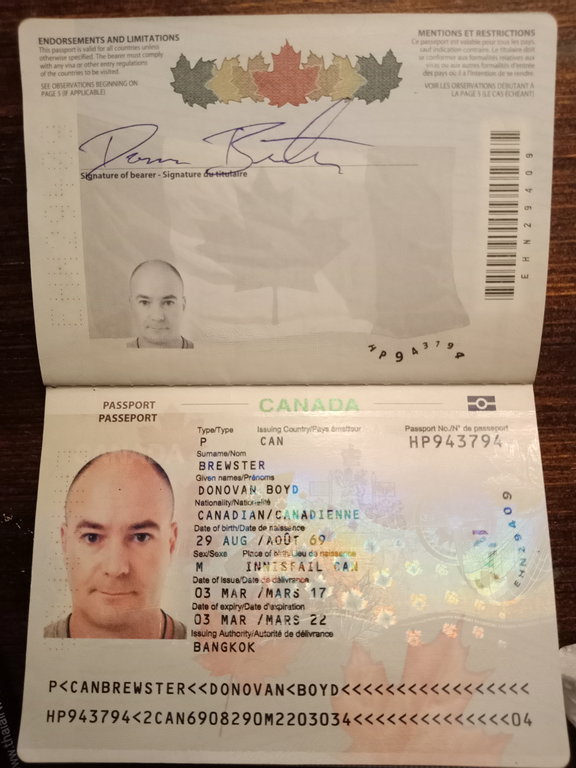 ENDORSEMENTS AND LIMITATIONS
This passport is valid for all countries unless
otherwise specified. The bearer must comply
with any visa or other entry regulations
of the countries to be visited.
SEE OBSERVATIONS BEGINNING ON
PAGE 5 (IF APPLICABLE)
MENTIONS ET RESTRICTIONS
Ce passeport est valable pour tous les pays,
sauf indication contraire. Le titulaire doit
se conformer aux formalités relatives aux
visas ou aux autres formalités d'entrée
des pays où il a l'intention de se rendre.
VOIR LES OBSERVATIONS DÉBUTANT À
LA PAGE 5 (LE CAS ÉCHÉANT)
Signature of bearer - Signature du titulaire
EHN29409
HP943794
PASSPORT
PASSEPORT
CANADA
Type/Type Issuing Country/Pays émetteur Passport No./N° de passeport
P CAN HP943794
Surname/Nom
BREWSTER
Given names/Prénoms
DONOVAN BOYD
Nationality/Nationalité
CANADIAN/CANADIENNE
Date of birth/Date de naissance
29 AUG /AOÛT 69
Sex/Sexe Place of birth/Lieu de naissance
M INNISFAIL CAN
Date of issue/Date de délivrance
03 MAR /MARS 17
Date of expiry/Date d'expiration
03 MAR /MARS 22
Issuing Authority/Autorité de délivrance
BANGKOK
EHN29409
P<CANBREWSTER<<DONOVAN<BOYD<<<<<<<<<<<<<<<<<
HP943794<2CAN6908290M2203034<<<<<<<<<<<<<<04